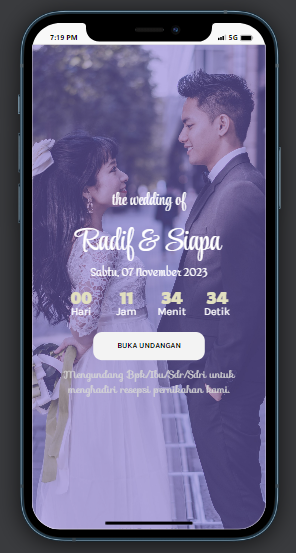 7:19 PM 5G
the wedding of
Radif & Siapa
Sabtu, 07 November 2023
00 11 34 34
Hari Jam Menit Detik
BUKA UNDANGAN
Mengundang Bpk/Ibu/Sdr/Sdri untuk
menghadiri resepsi pernikahan kami.